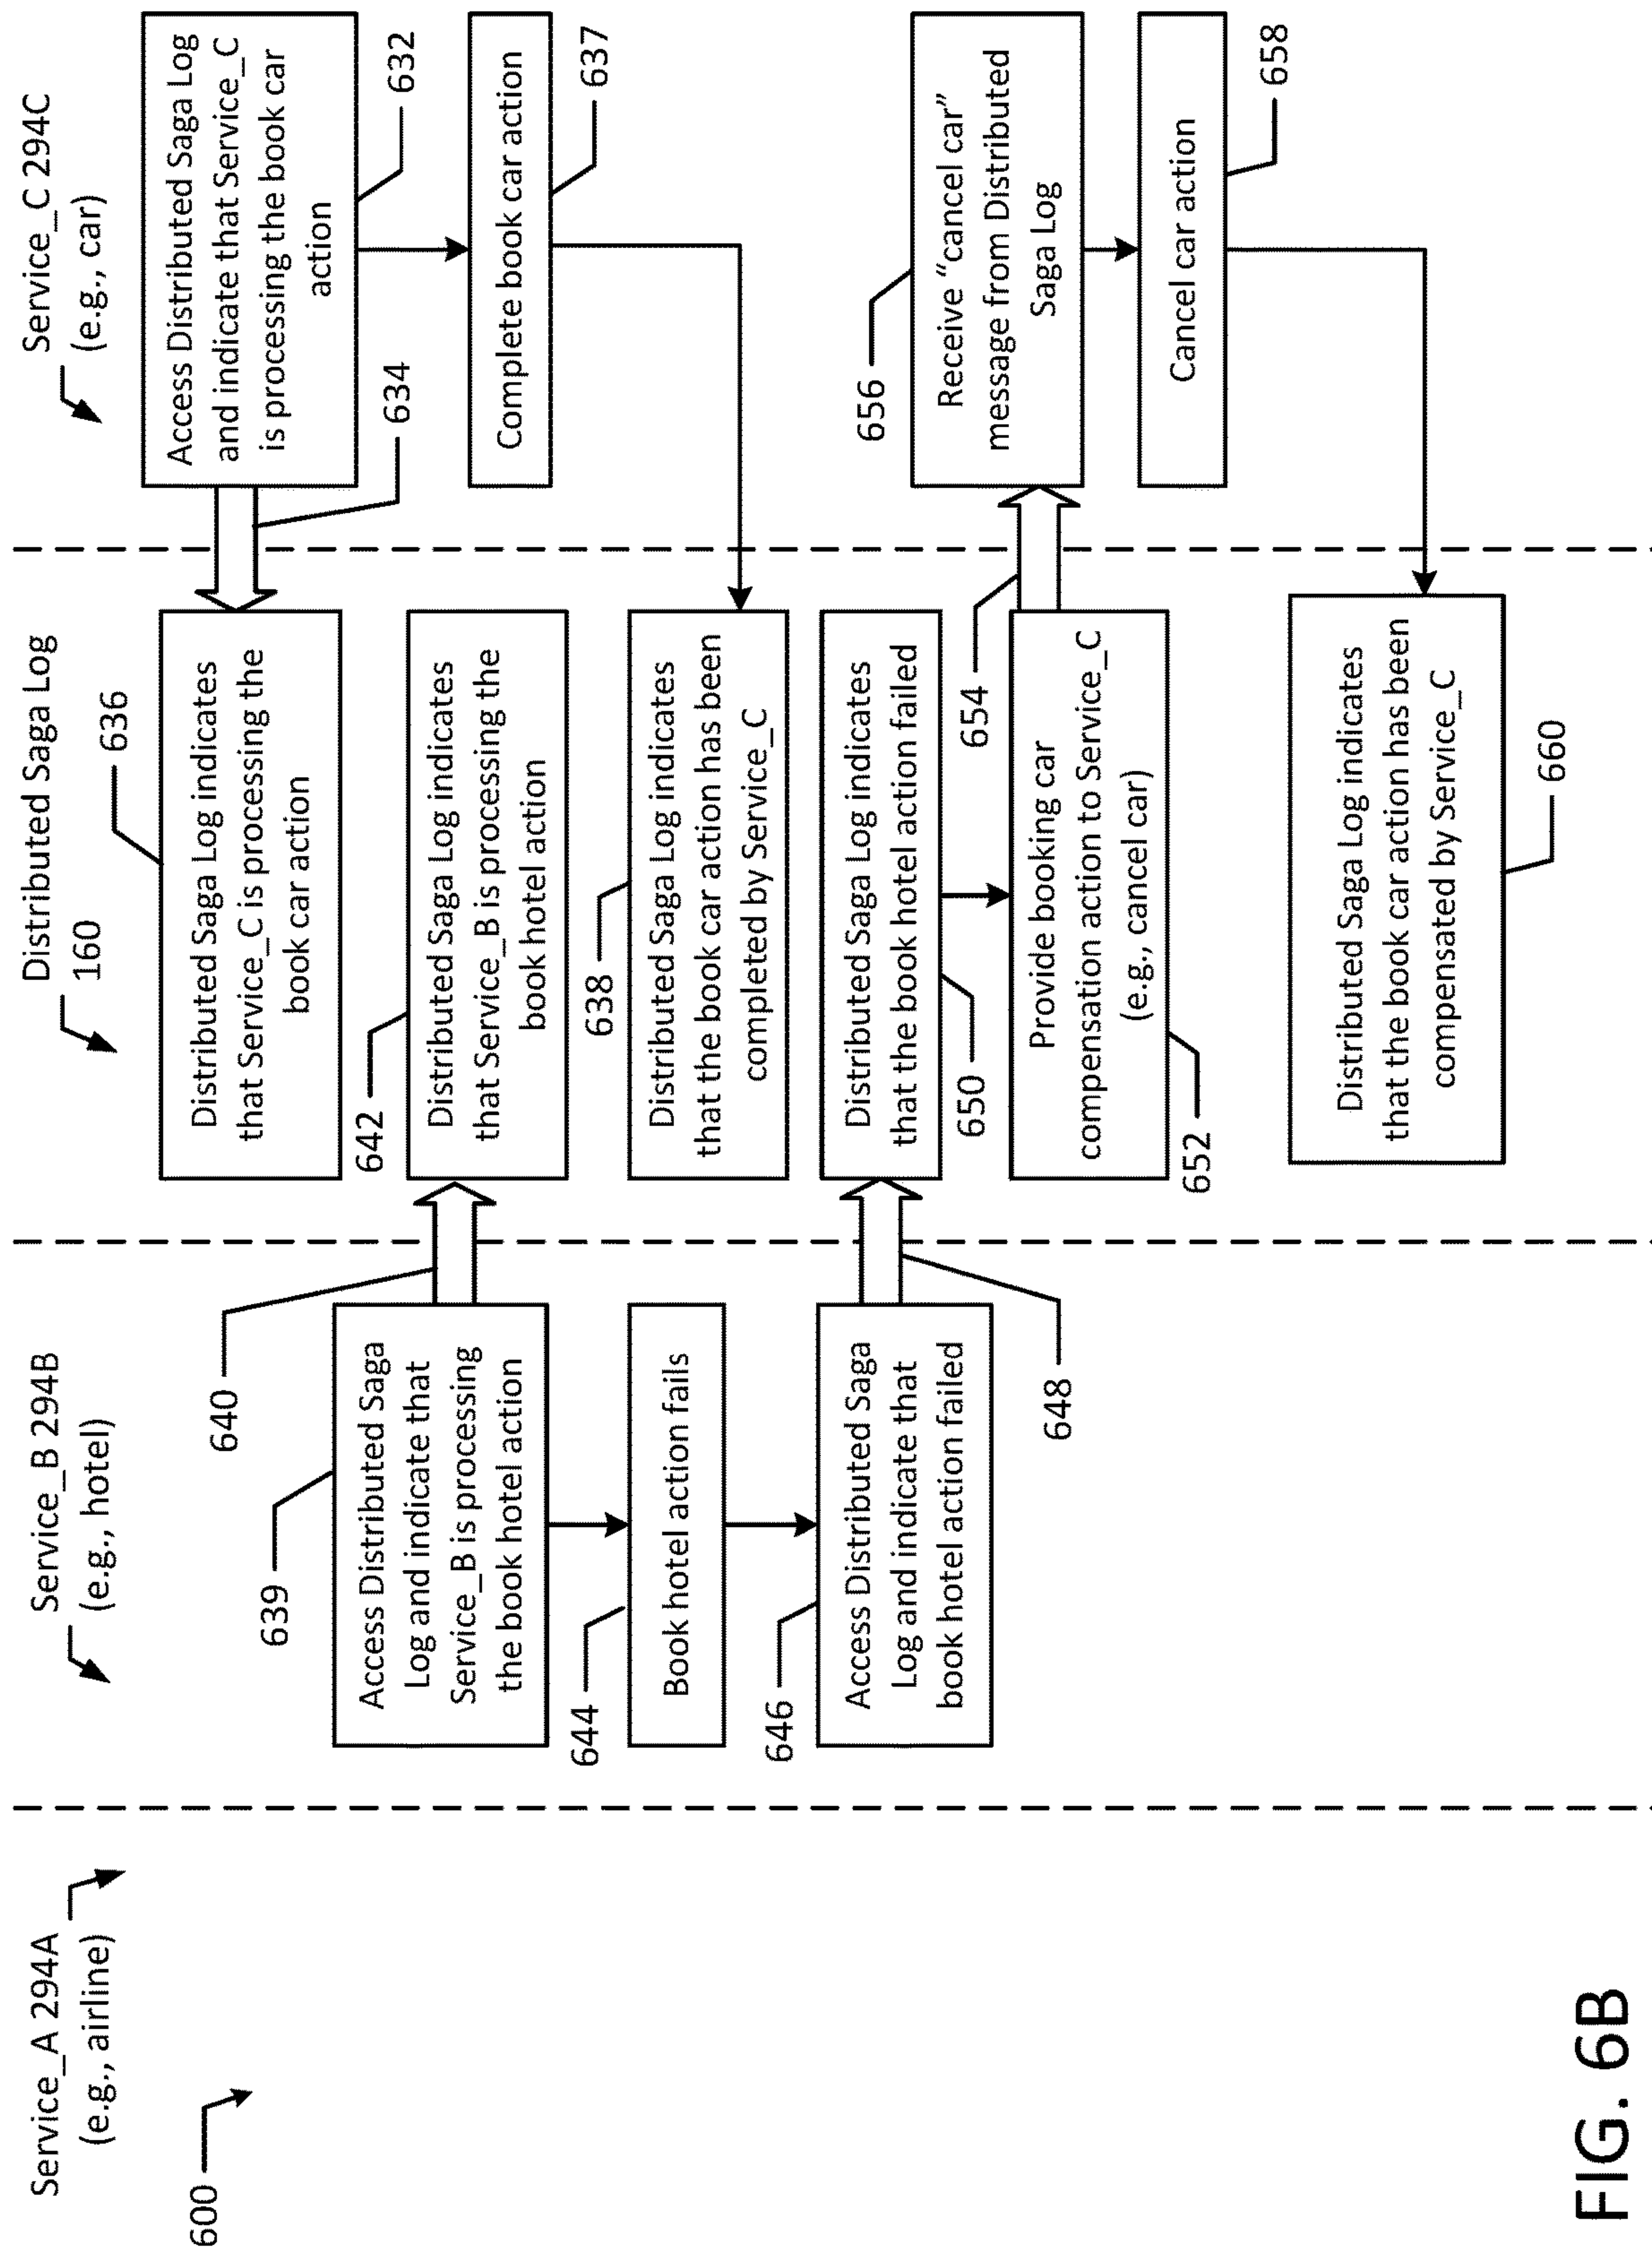 Service_A 294A
(e.g., airline)
600
Service_B 294B
(e.g., hotel)
Distributed Saga Log
160
Service_C 294C
(e.g., car)
Access Distributed Saga Log
and indicate that Service_C
is processing the book car
action
632
634
636
Distributed Saga Log indicates
that Service_C is processing the
book car action
640
639
Access Distributed Saga
Log and indicate that
Service_B is processing
the book hotel action
642
Distributed Saga Log indicates
that Service_B is processing the
book hotel action
Complete book car action
637
644
Book hotel action fails
638
Distributed Saga Log indicates
that the book car action has been
completed by Service_C
646
Access Distributed Saga
Log and indicate that
book hotel action failed
648
Distributed Saga Log indicates
that the book hotel action failed
650
654
Provide booking car
compensation action to Service_C
(e.g., cancel car)
652
656
Receive “cancel car”
message from Distributed
Saga Log
Cancel car action
658
Distributed Saga Log indicates
that the book car action has been
compensated by Service_C
660
FIG. 6B